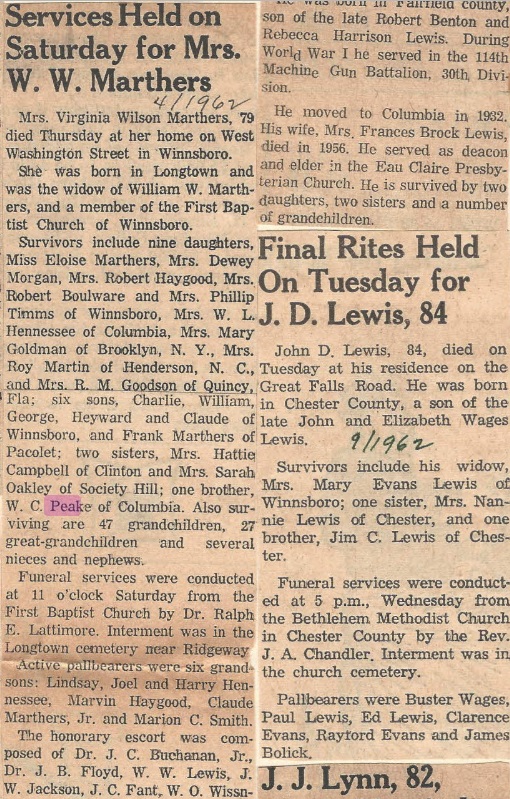 Services Held on
Saturday for Mrs.
W. W. Marthers
4/1962
Mrs. Virginia Wilson Marthers, 79
died Thursday at her home on West
Washington Street in Winnsboro.
She was born in Longtown and
was the widow of William W. Marth-
ers, and a member of the First Bap-
tist Church of Winnsboro.
Survivors include nine daughters,
Miss Eloise Marthers, Mrs. Dewey
Morgan, Mrs. Robert Haygood, Mrs.
Robert Boulware and Mrs. Phillip
Timms of Winnsboro, Mrs. W. L.
Hennessee of Columbia, Mrs. Mary
Goldman of Brooklyn, N. Y., Mrs.
Roy Martin of Henderson, N. C.,
and Mrs. R. M. Goodson of Quincy,
Fla; six sons, Charlie, William,
George, Heyward and Claude of
Winnsboro, and Frank Marthers of
Pacolet; two sisters, Mrs. Hattie
Campbell of Clinton and Mrs. Sarah
Oakley of Society Hill; one brother,
W. C. Peake of Columbia. Also sur-
viving are 47 grandchildren, 27
great-grandchildren and several
nieces and nephews.
Funeral services were conducted
at 11 o'clock Saturday from the
First Baptist Church by Dr. Ralph
E. Lattimore. Interment was in the
Longtown cemetery near Ridgeway
Active pallbearers were six grand-
sons: Lindsay, Joel and Harry Hen-
nessee, Marvin Haygood, Claude
Marthers, Jr. and Marion C. Smith.
The honorary escort was com-
posed of Dr. J. C. Buchanan, Jr.,
Dr. J. B. Floyd, W. W. Lewis, J.
W. Jackson, J. C. Fant, W. O. Wissn-
He was born in Fairfield county,
son of the late Robert Benton and
Rebecca Harrison Lewis. During
World War I he served in the 114th
Machine Gun Battalion, 30th, Divi-
sion.
He moved to Columbia in 1932.
His wife, Mrs. Frances Brock Lewis,
died in 1956. He served as deacon
and elder in the Eau Claire Presby-
terian Church. He is survived by two
daughters, two sisters and a number
of grandchildren.
Final Rites Held
On Tuesday for
J. D. Lewis, 84
John D. Lewis, 84, died on
Tuesday at his residence on the
Great Falls Road. He was born
in Chester County, a son of the
late John and Elizabeth Wages
Lewis.
9/1962
Survivors include his widow,
Mrs. Mary Evans Lewis of
Winnsboro; one sister, Mrs. Nan-
nie Lewis of Chester, and one
brother, Jim C. Lewis of Ches-
ter.
Funeral services were conduct-
ed at 5 p.m., Wednesday from
the Bethlehem Methodist Church
in Chester County by the Rev.
J. A. Chandler. Interment was in
the church cemetery.
Pallbearers were Buster Wages,
Paul Lewis, Ed Lewis, Clarence
Evans, Rayford Evans and James
Bolick.
J. J. Lynn, 82,